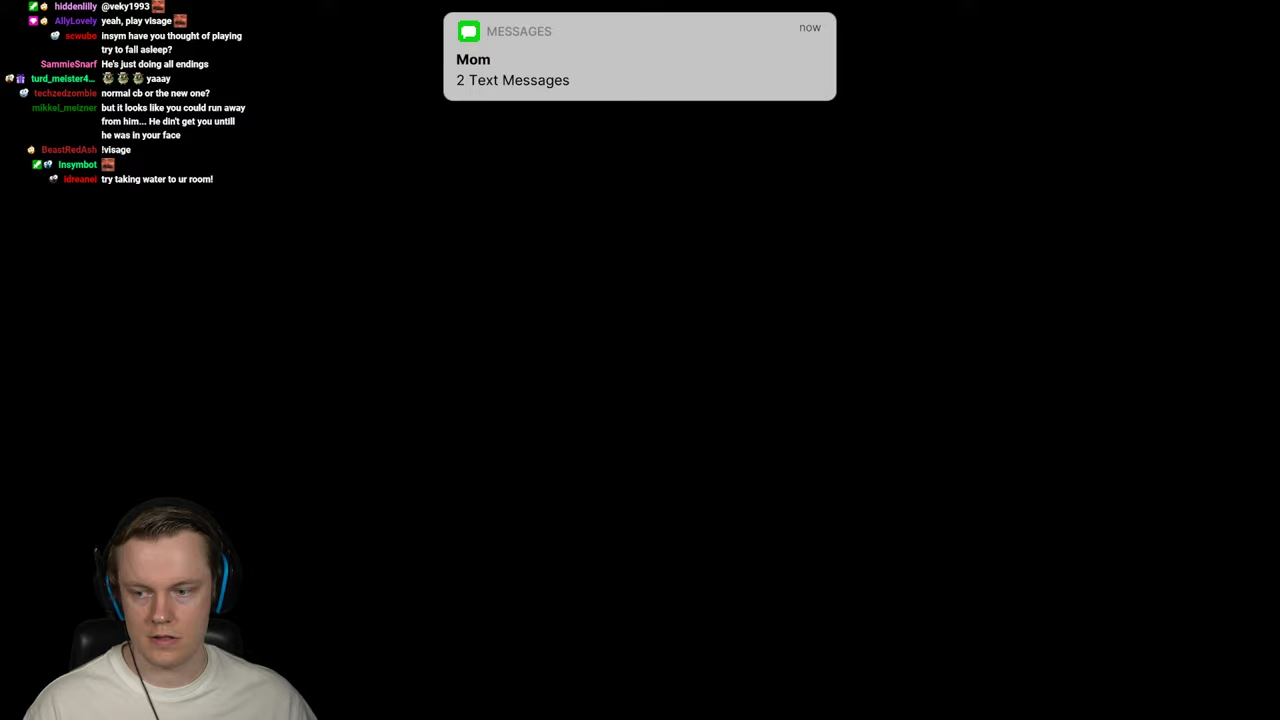 hiddenlilly @veky1993
AllyLovely yeah, play visage
scwube insym have you thought of playing
try to fall asleep?
SammieSnarf He's just doing all endings
turd_meister4... yaaay
techzedzombie normal cb or the new one?
mikkel_meizner but it looks like you could run away
from him... He din't get you untill
he was in your face
BeastRedAsh !visage
Insymbot
idreanei try taking water to ur room!
MESSAGES now
Mom
2 Text Messages